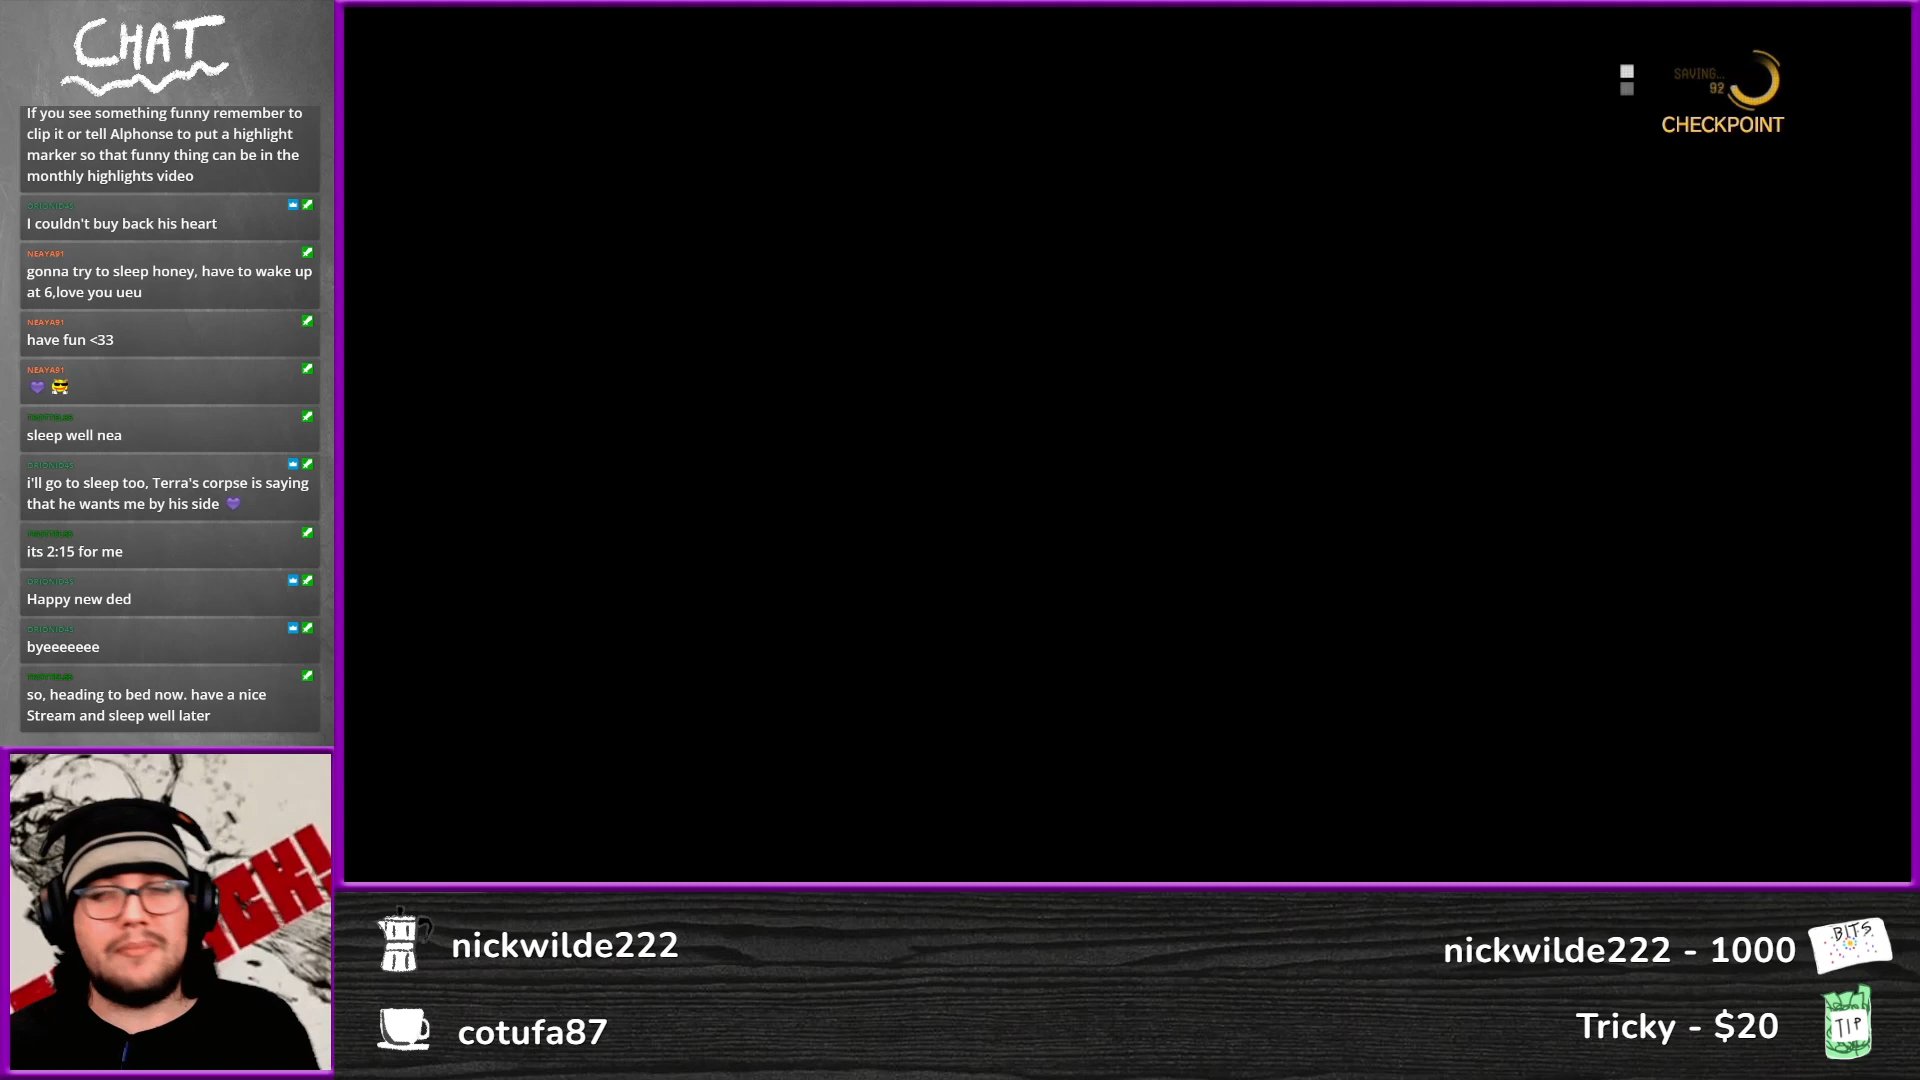 CHAT
If you see something funny remember to
clip it or tell Alphonse to put a highlight
marker so that funny thing can be in the
monthly highlights video
ORION1045
I couldn't buy back his heart
NEAYA91
gonna try to sleep honey, have to wake up
at 6,love you ueu
NEAYA91
have fun <33
NEAYA91
sleep well nea
i'll go to sleep too, Terra's corpse is saying
that he wants me by his side
its 2:15 for me
Happy new ded
byeeeeeee
so, heading to bed now. have a nice
Stream and sleep well later
SAVING...
92
CHECKPOINT
nickwilde222
cotufa87
nickwilde222 - 1000
BITS
Tricky - $20
TIP